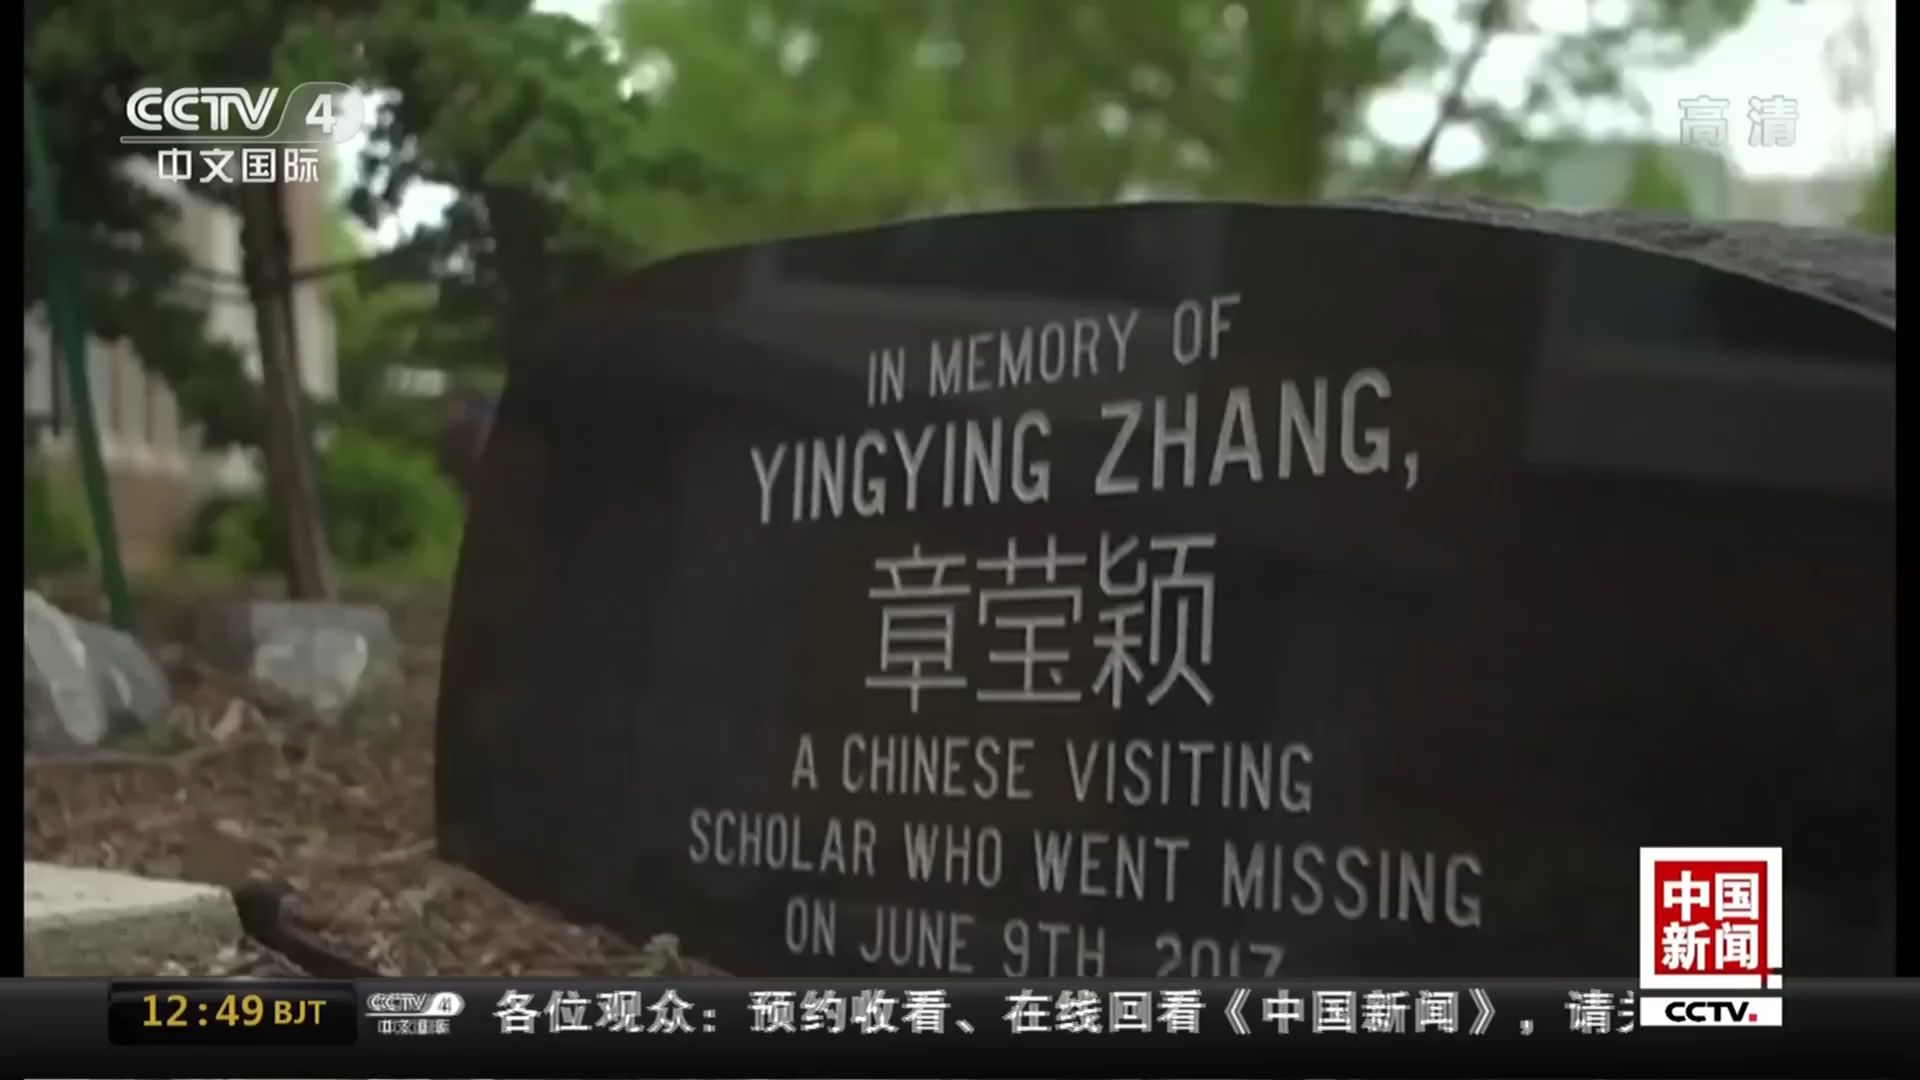 CCTV 4
中文国际
高清
IN MEMORY OF
YINGYING ZHANG,
章莹颖
A CHINESE VISITING
SCHOLAR WHO WENT MISSING
ON JUNE 9TH, 2017
中国
新闻
CCTV.
12:49 BJT
CCTV 4
中文国际
各位观众：预约收看、在线回看《中国新闻》，请